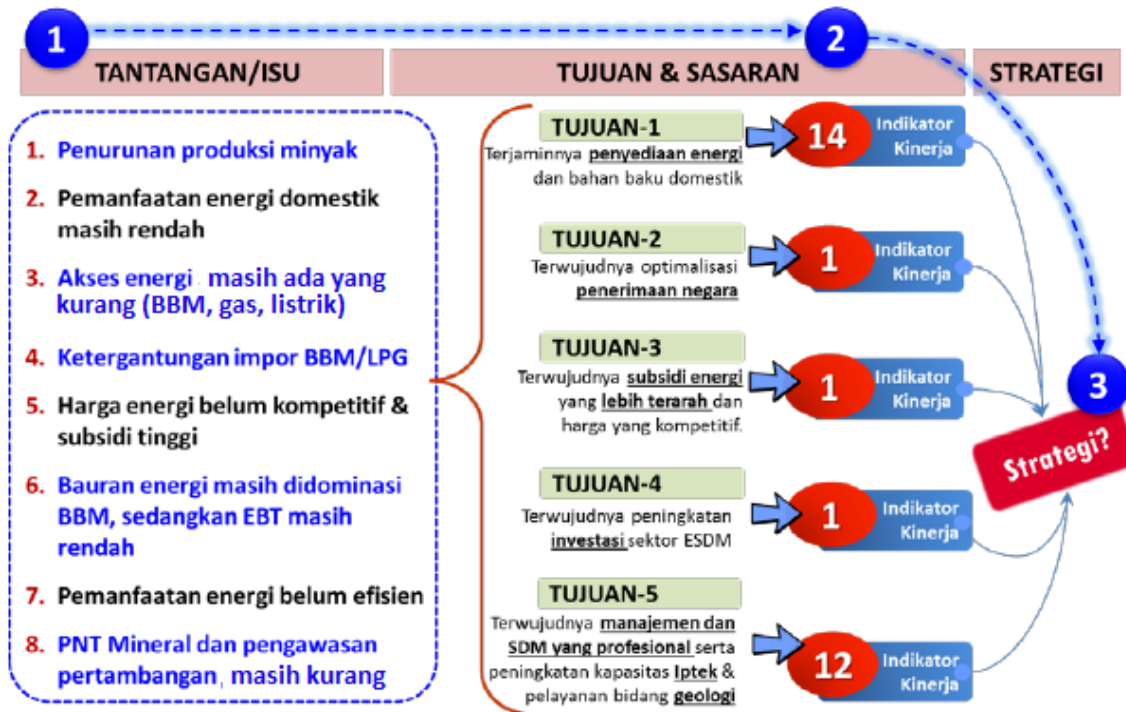 1
2
TANTANGAN/ISU
TUJUAN & SASARAN
STRATEGI
1. Penurunan produksi minyak
2. Pemanfaatan energi domestik
masih rendah
3. Akses energi masih ada yang
kurang (BBM, gas, listrik)
4. Ketergantungan impor BBM/LPG
5. Harga energi belum kompetitif &
subsidi tinggi
6. Bauran energi masih didominasi
BBM, sedangkan EBT masih
rendah
7. Pemanfaatan energi belum efisien
8. PNT Mineral dan pengawasan
pertambangan, masih kurang
TUJUAN-1
Terjaminnya penyediaan energi
dan bahan baku domestik
14
Indikator
Kinerja
TUJUAN-2
Terwujudnya optimalisasi
penerimaan negara
1
Indikator
Kinerja
TUJUAN-3
Terwujudnya subsidi energi
yang lebih terarah dan
harga yang kompetitif.
1
Indikator
Kinerja
TUJUAN-4
Terwujudnya peningkatan
investasi sektor ESDM
1
Indikator
Kinerja
TUJUAN-5
Terwujudnya manajemen dan
SDM yang profesional serta
peningkatan kapasitas Iptek &
pelayanan bidang geologi
12
Indikator
Kinerja
3
Strategi?